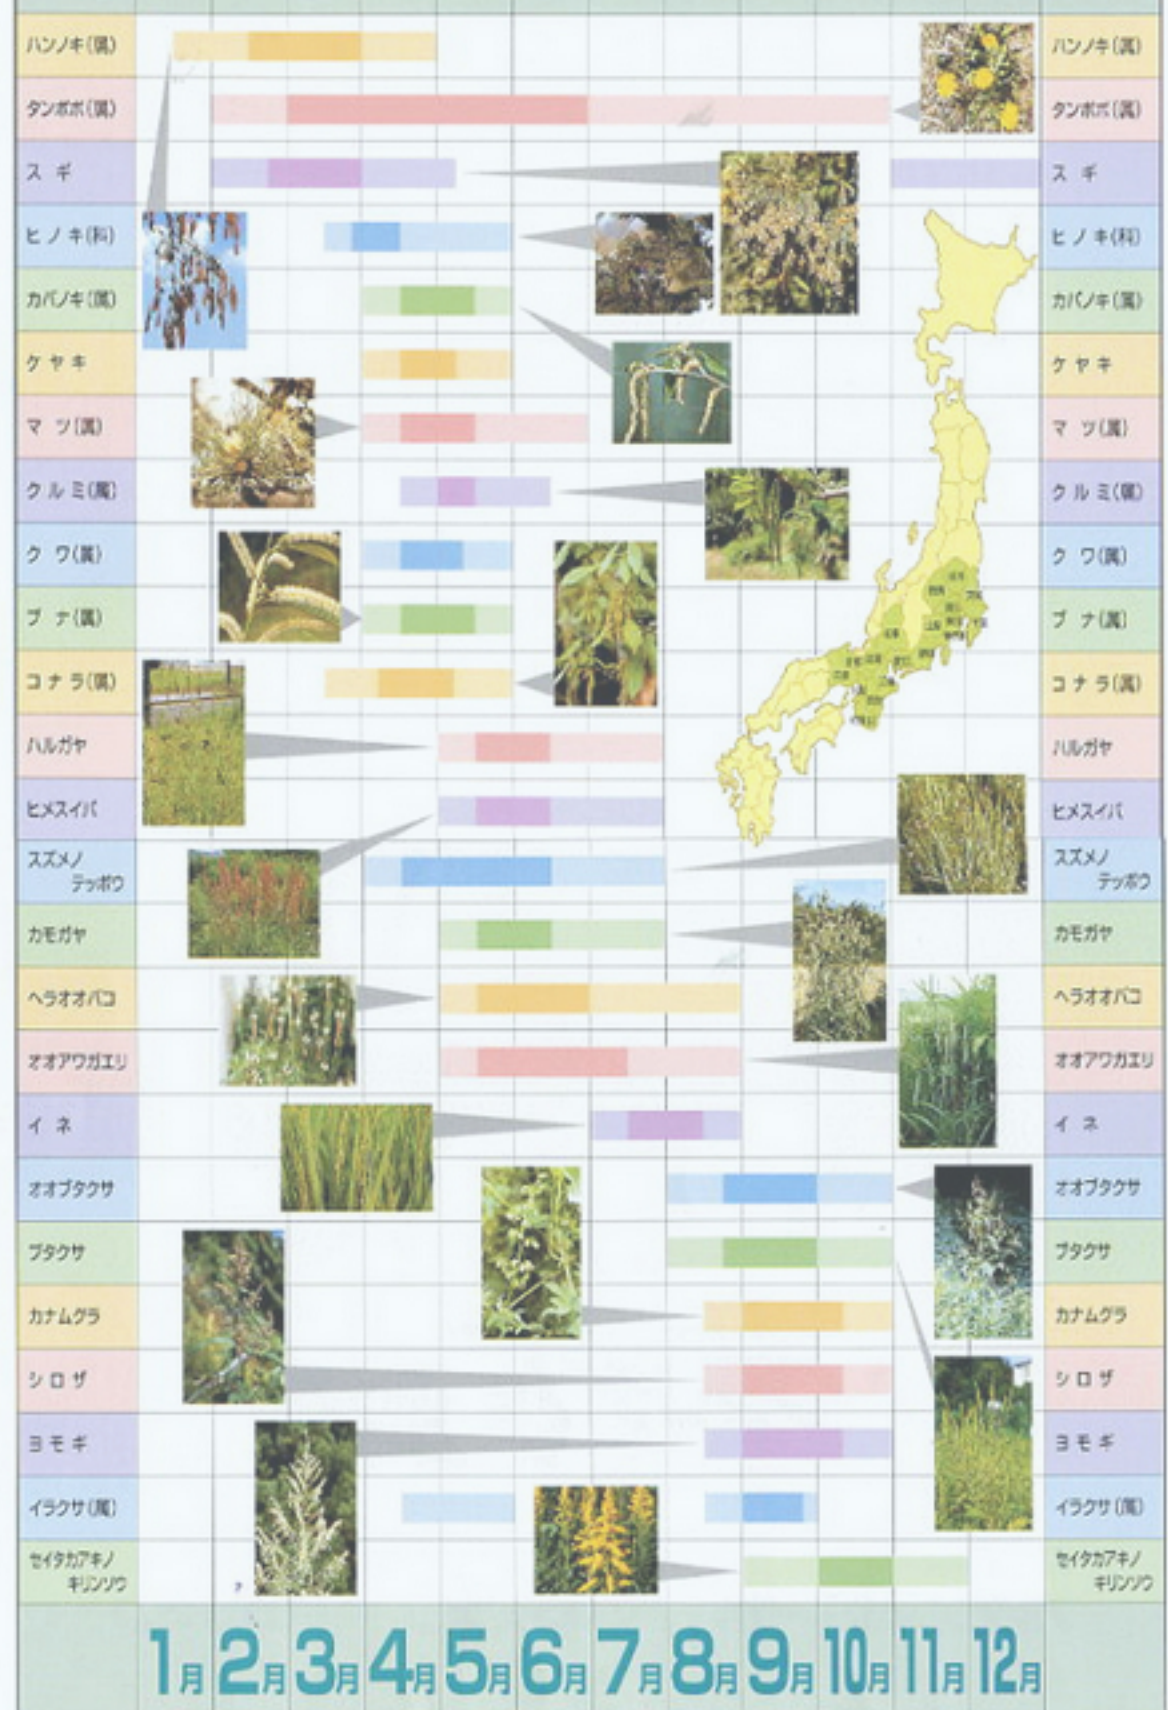 ハンノキ(属) ハンノキ(属)
タンポポ(属) タンポポ(属)
スギ スギ
ヒノキ(科) ヒノキ(科)
カバノキ(属) カバノキ(属)
ケヤキ ケヤキ
マツ(属) マツ(属)
クルミ(属) クルミ(属)
クワ(属) クワ(属)
ブナ(属) ブナ(属)
コナラ(属) コナラ(属)
ハルガヤ ハルガヤ
ヒメスイバ ヒメスイバ
スズメノ スズメノ
テッポウ テッポウ
カモガヤ カモガヤ
ヘラオオバコ ヘラオオバコ
オオアワガエリ オオアワガエリ
イネ イネ
オオブタクサ オオブタクサ
ブタクサ ブタクサ
カナムグラ カナムグラ
シロザ シロザ
ヨモギ ヨモギ
イラクサ(属) イラクサ(属)
セイタカアキノ セイタカアキノ
キリンソウ キリンソウ
1月 2月 3月 4月 5月 6月 7月 8月 9月 10月 11月 12月